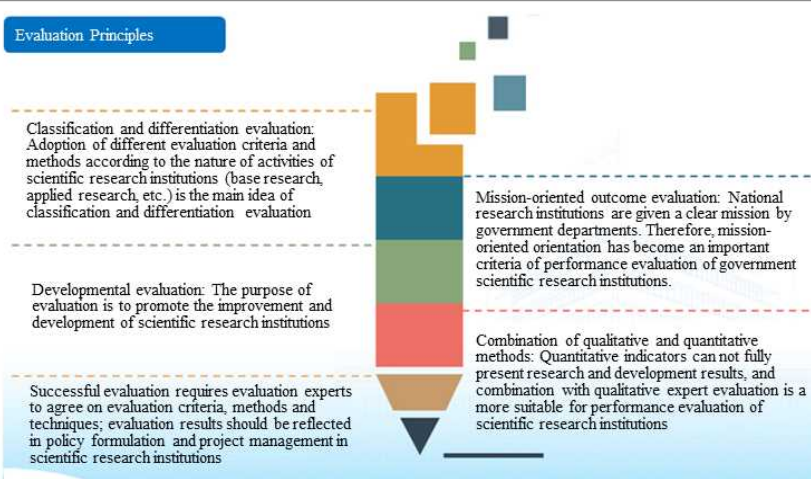 Evaluation Principles
Classification and differentiation evaluation:
Adoption of different evaluation criteria and
methods according to the nature of activities of
scientific research institutions (base research,
applied research, etc.) is the main idea of
classification and differentiation evaluation
Mission-oriented outcome evaluation: National
research institutions are given a clear mission by
government departments. Therefore, mission-
oriented orientation has become an important
criteria of performance evaluation of government
scientific research institutions.
Developmental evaluation: The purpose of
evaluation is to promote the improvement and
development of scientific research institutions
Combination of qualitative and quantitative
methods: Quantitative indicators can not fully
present research and development results, and
combination with qualitative expert evaluation is a
more suitable for performance evaluation of
scientific research institutions
Successful evaluation requires evaluation experts
to agree on evaluation criteria, methods and
techniques; evaluation results should be reflected
in policy formulation and project management in
scientific research institutions